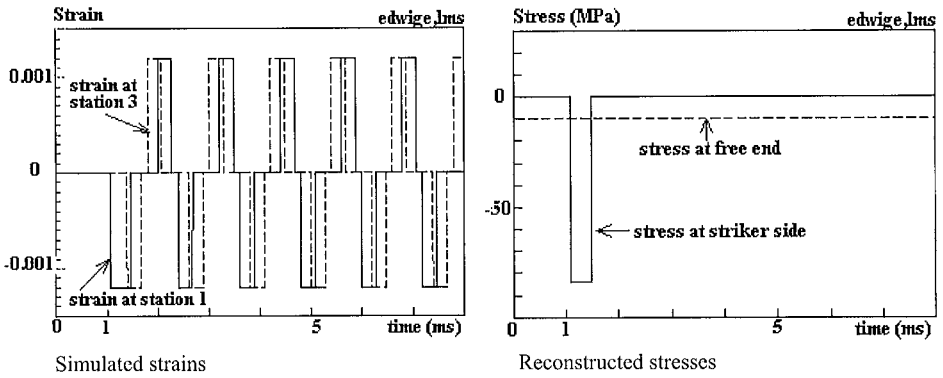 Strain
edwige,lms
0.001
strain at
station 3
0
-0.001
strain at station 1
0
1
5
time (ms)
Simulated strains
Stress (MPa)
edwige,lms
0
stress at free end
-50
stress at striker side
0
1
5
time (ms)
Reconstructed stresses